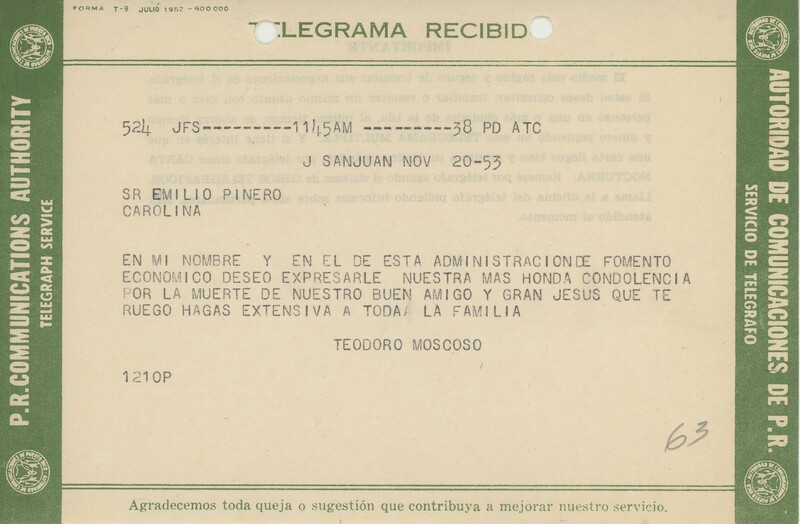 FORMA T-9 JULIO 1952 -400000
TELEGRAMA RECIBIDO
524 JFS---------1145AM ---------38 PD ATC
J SANJUAN NOV 20-53
SR EMILIO PINERO
CAROLINA
EN MI NOMBRE Y EN EL DE ESTA ADMINISTRACIONDE FOMENTO
ECONOMICO DESEO EXPRESARLE NUESTRA MAS HONDA CONDOLENCIA
POR LA MUERTE DE NUESTRO BUEN AMIGO Y GRAN JESUS QUE TE
RUEGO HAGAS EXTENSIVA A TODAA LA FAMILIA
TEODORO MOSCOSO
1210P
63
Agradecemos toda queja o sugestión que contribuya a mejorar nuestro servicio.
P.R. COMMUNICATIONS AUTHORITY
TELEGRAPH SERVICE
AUTORIDAD DE COMUNICACIONES DE P.R.
SERVICIO DE TELEGRAFO